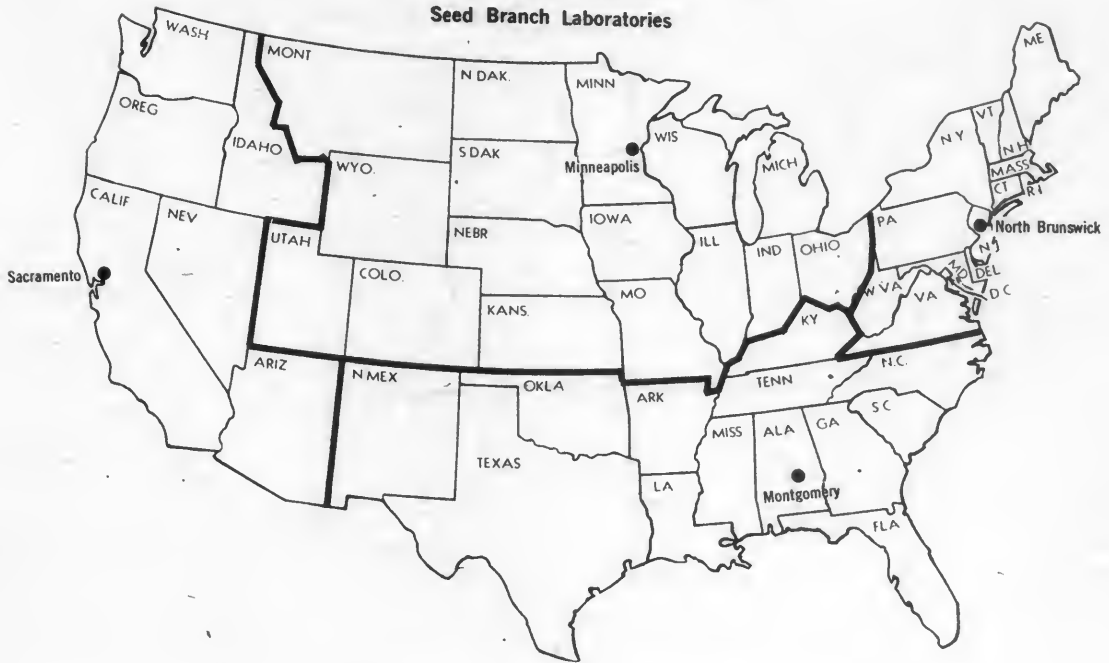 Seed Branch Laboratories
WASH
MONT
N DAK.
MINN
ME
OREG
IDAHO
WYO.
S DAK
WIS
MICH
N Y
VT
N H
MASS
CT
R I
Minneapolis
CALIF
NEV
UTAH
COLO.
NEBR
IOWA
ILL
IND
OHIO
PA
North Brunswick
N J
Sacramento
KANS.
MO
KY
W VA
VA
MD
DEL
D C
ARIZ
N MEX
OKLA
ARK
TENN
N.C.
S C
TEXAS
LA
MISS
ALA
GA
Montgomery
FLA